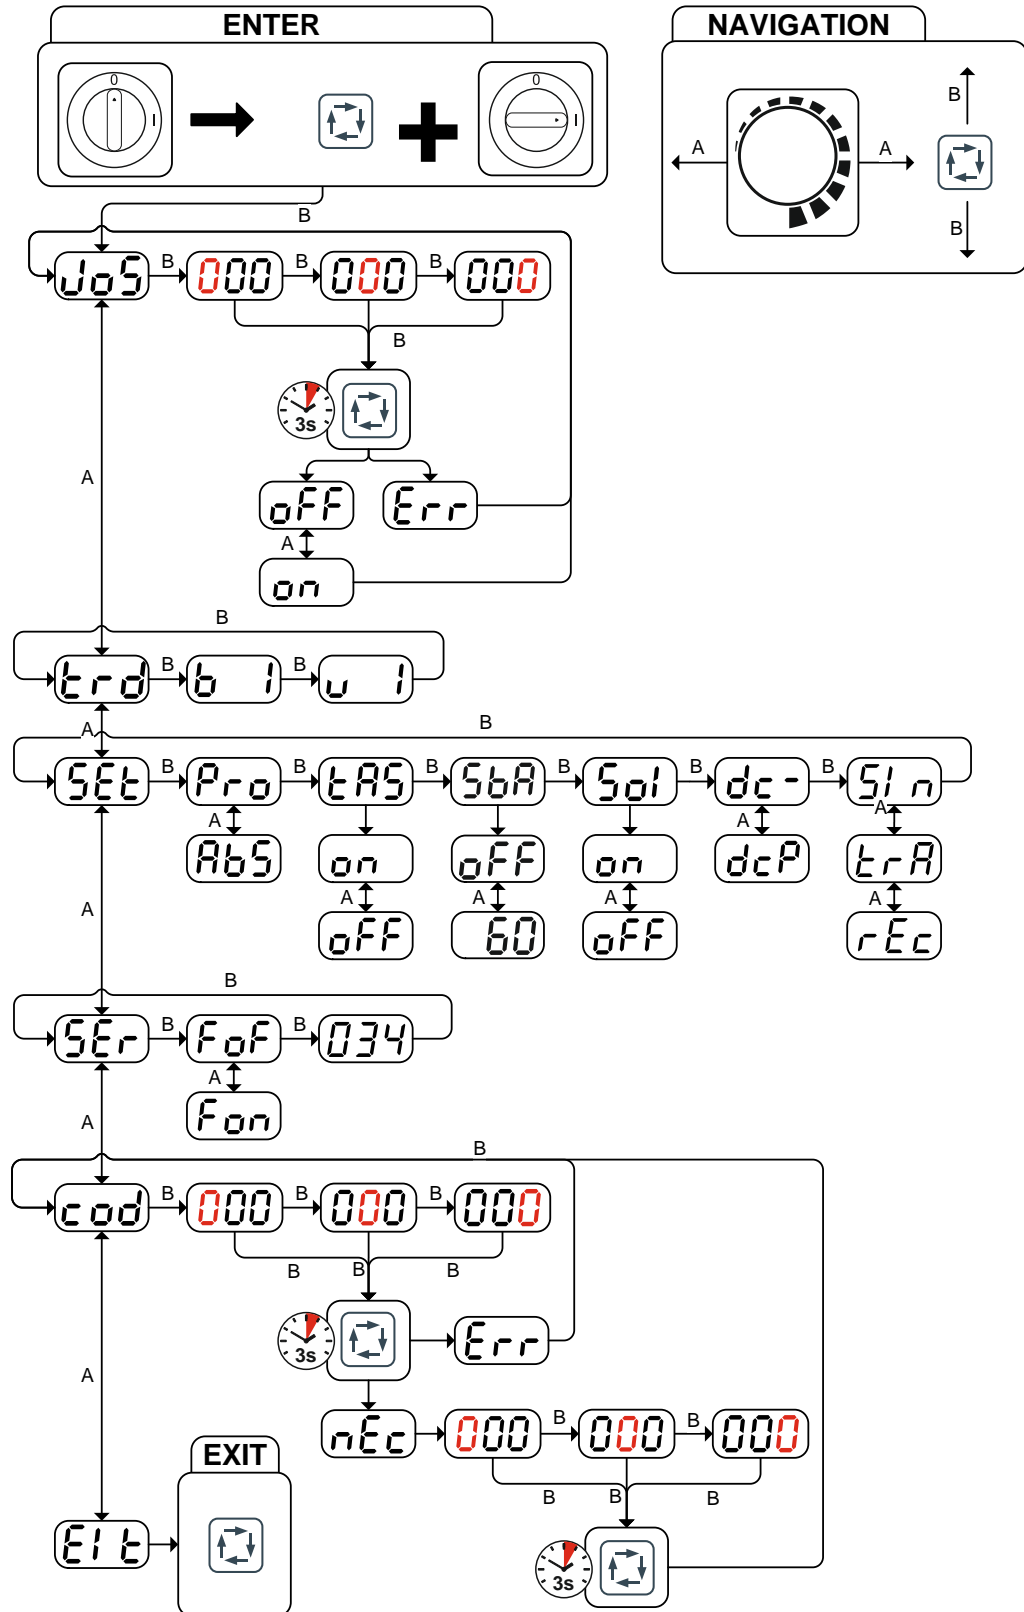 ENTER
NAVIGATION
0
I
0
I
B
A
A
B
B
JoS
B
000
B
000
B
000
B
3s
A
oFF
Err
A
on
B
trd
B
b 1
B
u 1
A
B
SEt
B
Pro
B
tAS
B
SbA
B
Sol
B
dc-
B
SIn
A
A
A
AbS
on
oFF
on
dcP
trA
A
A
A
A
A
oFF
60
oFF
rEc
B
SEr
B
FoF
B
034
A
A
Fon
B
cod
B
000
B
000
B
000
B
B
B
3s
Err
A
nEc
000
B
000
B
000
EXIT
B
B
B
EIt
3s